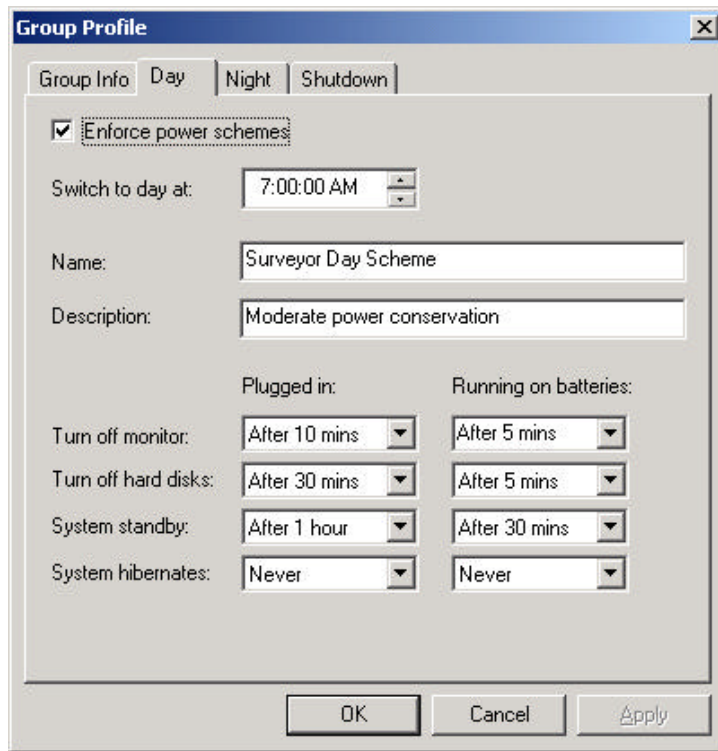 Group Profile
Group Info Day Night Shutdown
Enforce power schemes
Switch to day at: 7:00:00 AM
Name: Surveyor Day Scheme
Description: Moderate power conservation
Plugged in: Running on batteries:
Turn off monitor: After 10 mins After 5 mins
Turn off hard disks: After 30 mins After 5 mins
System standby: After 1 hour After 30 mins
System hibernates: Never Never
OK Cancel Apply